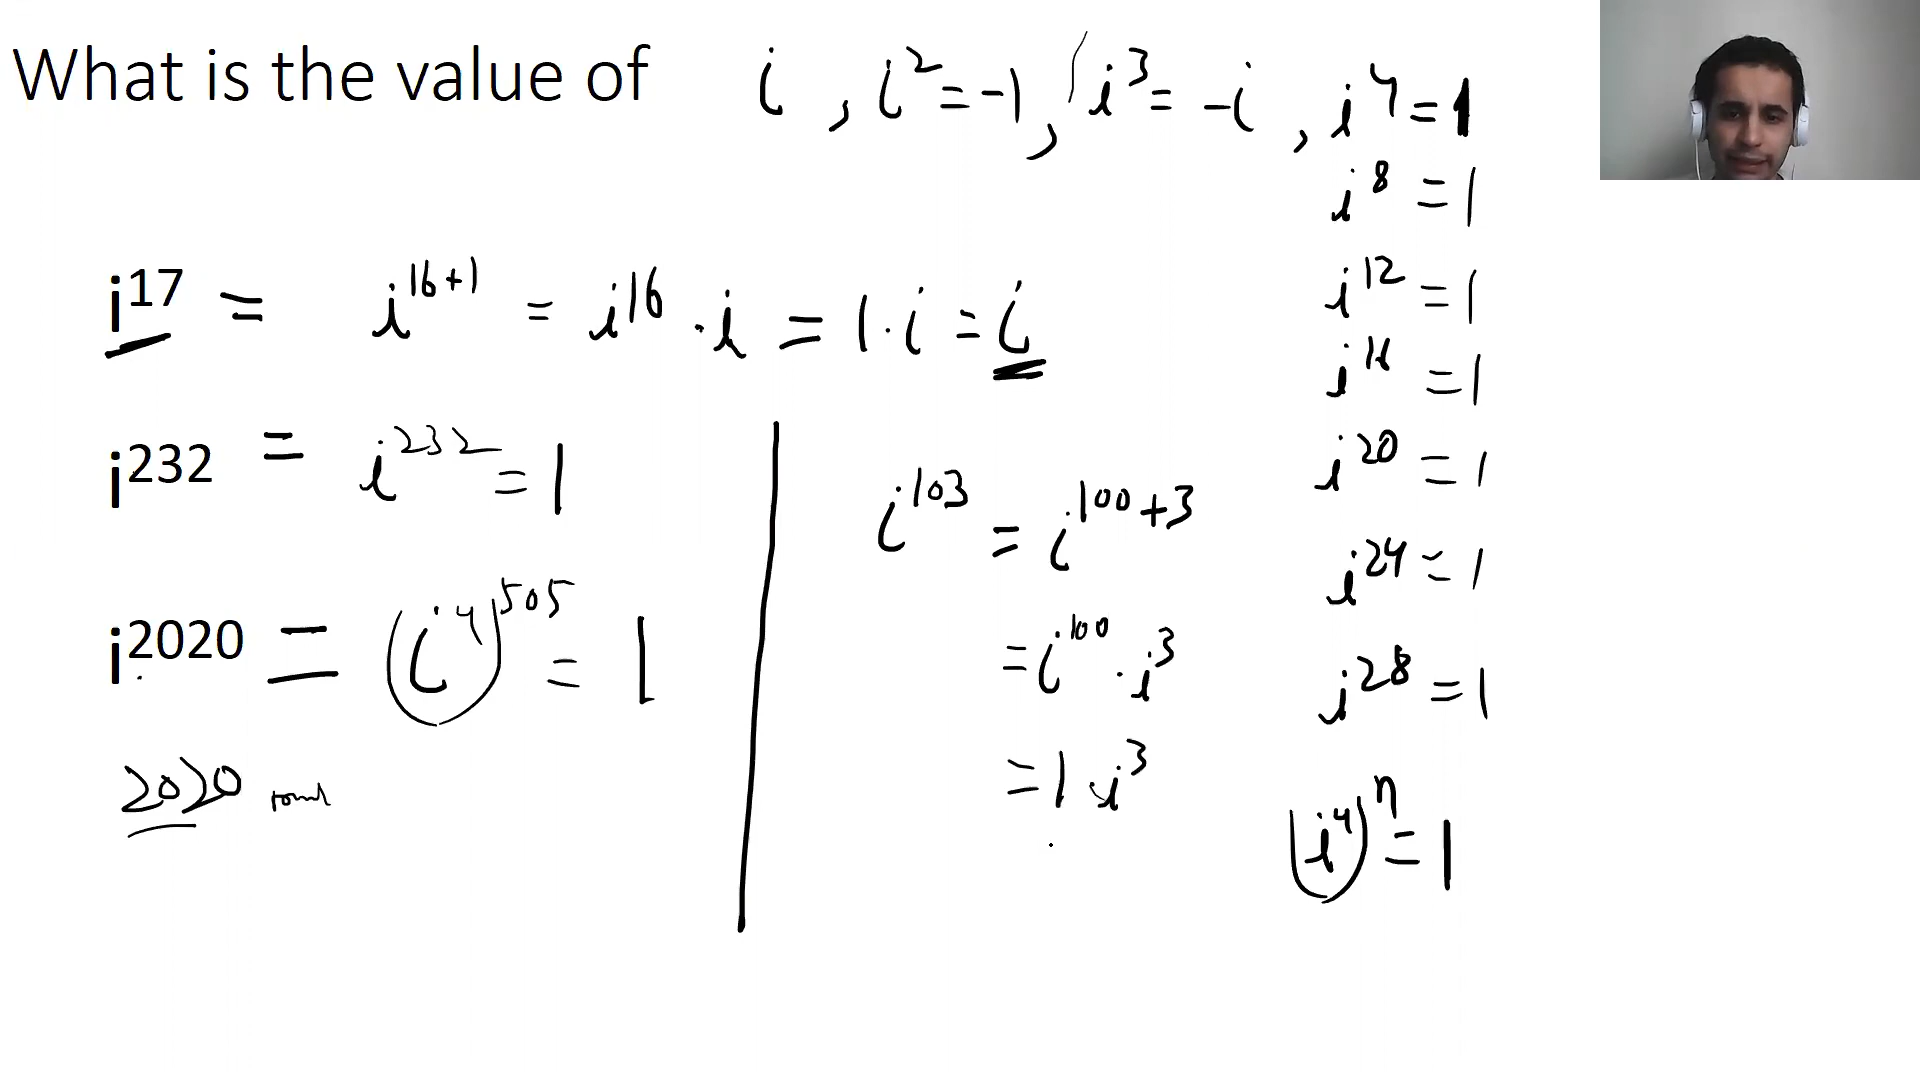 What is the value of i , i² = -1 , i³ = -i , i⁴ = 1
i⁸ = 1
i¹² = 1
i¹⁶ = 1
i²⁰ = 1
i²⁴ = 1
i²⁸ = 1
(i⁴)ⁿ = 1
i17 = i¹⁶⁺¹ = i¹⁶ · i = 1 · i = i
i232 = i²³² = 1
i2020 = (i⁴)⁵⁰⁵ = 1
2020
i¹⁰³ = i¹⁰⁰⁺³
= i¹⁰⁰ · i³
= 1 · i³